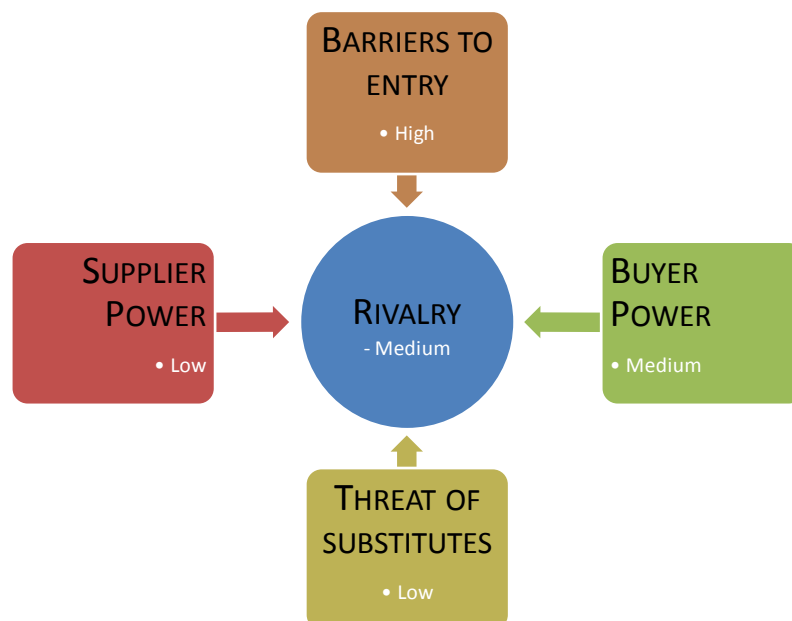 BARRIERS TO
ENTRY
• High
SUPPLIER
POWER
• Low
RIVALRY
- Medium
BUYER
POWER
• Medium
THREAT OF
SUBSTITUTES
• Low